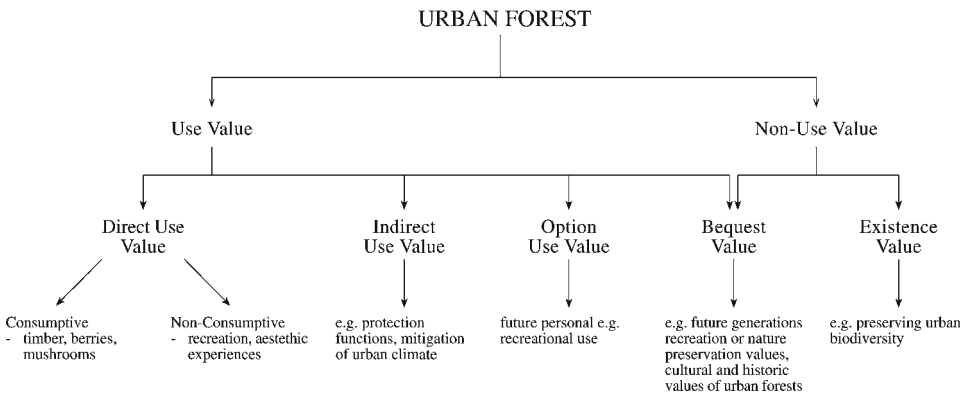 URBAN FOREST
Use Value
Non-Use Value
Direct Use
Value
Indirect
Use Value
Option
Use Value
Bequest
Value
Existence
Value
Consumptive
- timber, berries,
mushrooms
Non-Consumptive
- recreation, aestethic
experiences
e.g. protection
functions, mitigation
of urban climate
future personal e.g.
recreational use
e.g. future generations
recreation or nature
preservation values,
cultural and historic
values of urban forests
e.g. preserving urban
biodiversity